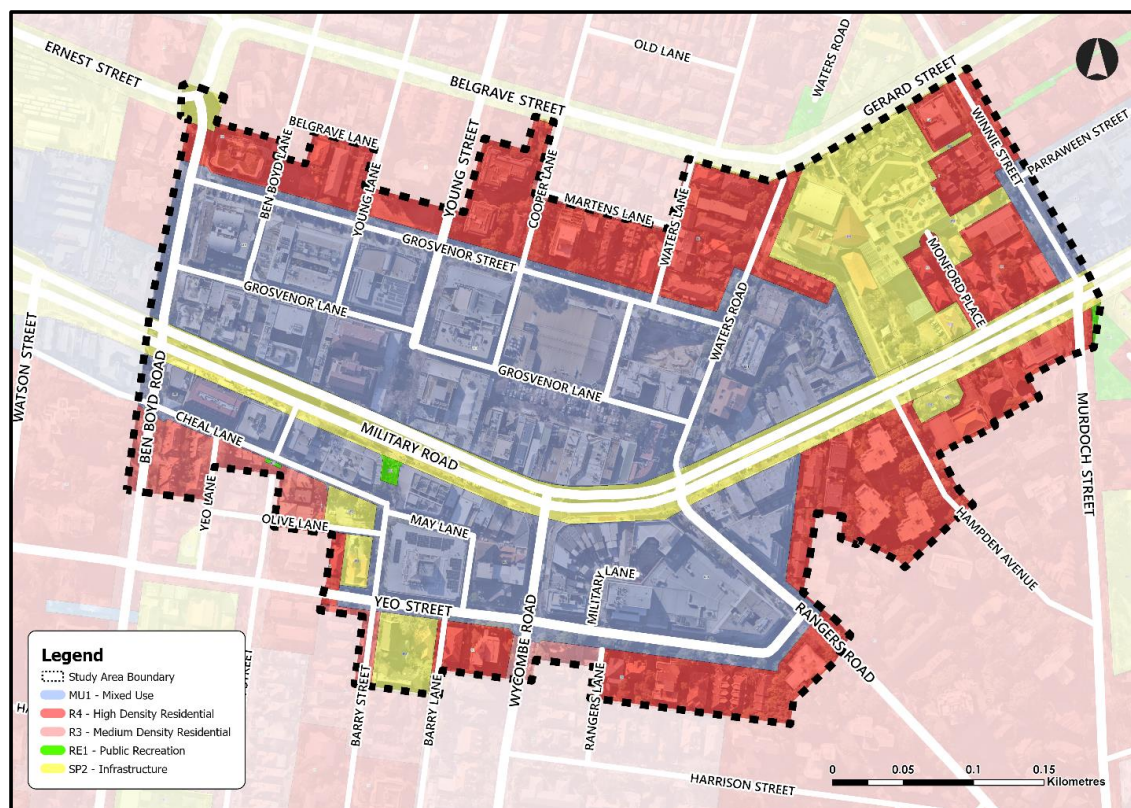 ERNEST STREET
OLD LANE
WATERS ROAD
GERARD STREET
BELGRAVE STREET
BELGRAVE LANE
BEN BOYD LANE
YOUNG LANE
YOUNG STREET
COOPER LANE
WINNIE STREET
PARRAWEEN STREET
MARTENS LANE
WATERS LANE
GROSVENOR STREET
MONFORD PLACE
GROSVENOR LANE
WATERS ROAD
GROSVENOR LANE
WATSON STREET
BEN BOYD ROAD
CHEAL LANE
MILITARY ROAD
MURDOCH STREET
YEO LANE
OLIVE LANE
MAY LANE
HAMPDEN AVENUE
MILITARY LANE
YEO STREET
WYCOMBE ROAD
RANGERS ROAD
BARRY STREET
BARRY LANE
RANGERS LANE
HARRISON STREET
Legend
Study Area Boundary
MU1 - Mixed Use
R4 - High Density Residential
R3 - Medium Density Residential
RE1 - Public Recreation
SP2 - Infrastructure
0 0.05 0.1 0.15
Kilometres